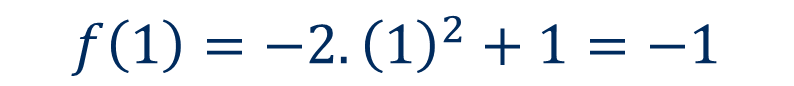 f(1) = −2. (1)² + 1 = −1